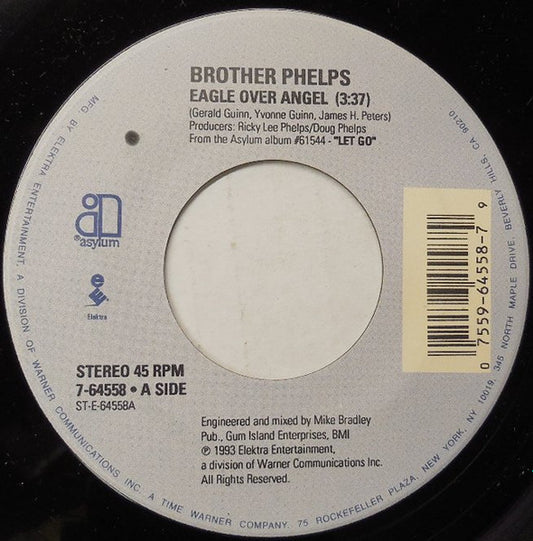 BROTHER PHELPS
EAGLE OVER ANGEL (3:37)
(Gerald Guinn, Yvonne Guinn, James H. Peters)
Producers: Ricky Lee Phelps/Doug Phelps
From the Asylum album #61544 - "LET GO"
®asylum
e
Elektra
STEREO 45 RPM
7-64558 • A SIDE
ST-E-64558A
0 7559-64558-7 9
Engineered and mixed by Mike Bradley
Pub., Gum Island Enterprises, BMI
℗ 1993 Elektra Entertainment,
a division of Warner Communications Inc.
All Rights Reserved.
MFG. BY ELEKTRA ENTERTAINMENT, A DIVISION OF WARNER COMMUNICATIONS INC. A TIME WARNER COMPANY. 75 ROCKEFELLER PLAZA, NEW YORK, NY 10019. 345 NORTH MAPLE DRIVE, BEVERLY HILLS, CA 90210